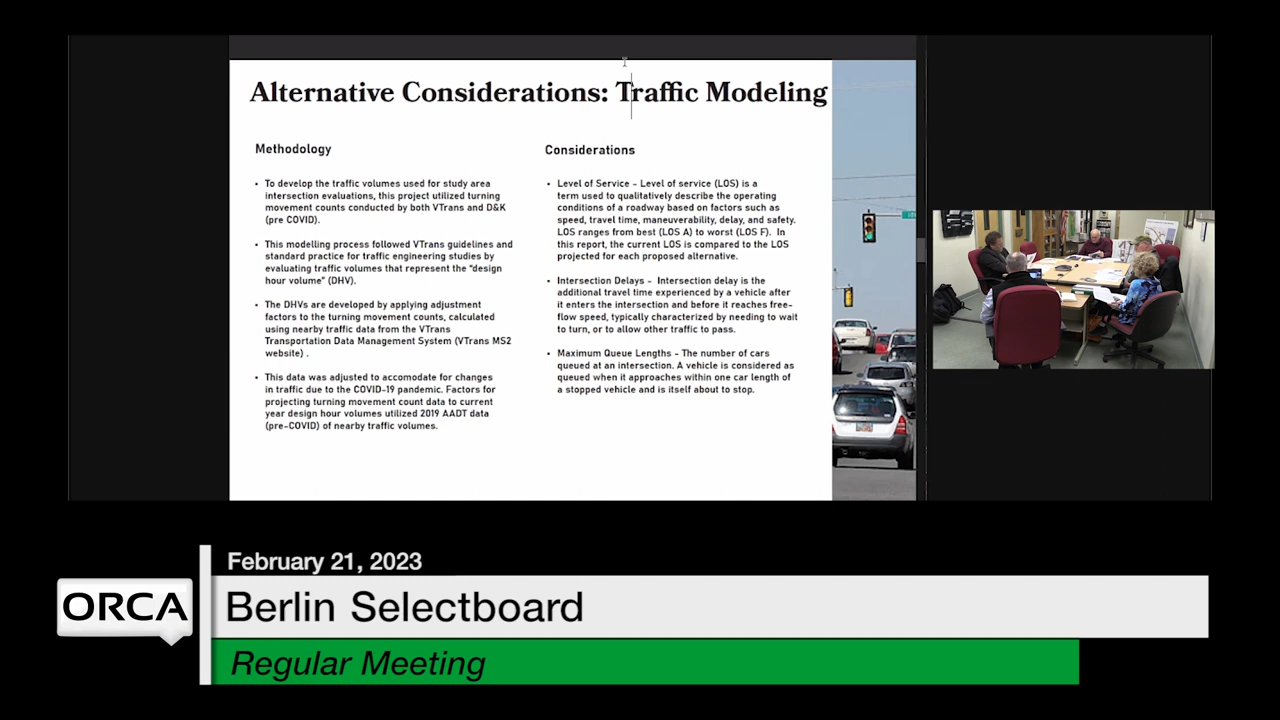 Alternative Considerations: Traffic Modeling
Methodology
• To develop the traffic volumes used for study area
intersection evaluations, this project utilized turning
movement counts conducted by both VTrans and D&K
(pre COVID).
• This modelling process followed VTrans guidelines and
standard practice for traffic engineering studies by
evaluating traffic volumes that represent the "design
hour volume" (DHV).
• The DHVs are developed by applying adjustment
factors to the turning movement counts, calculated
using nearby traffic data from the VTrans
Transportation Data Management System (VTrans MS2
website) .
• This data was adjusted to accomodate for changes
in traffic due to the COVID-19 pandemic. Factors for
projecting turning movement count data to current
year design hour volumes utilized 2019 AADT data
(pre-COVID) of nearby traffic volumes.
Considerations
• Level of Service - Level of service (LOS) is a
term used to qualitatively describe the operating
conditions of a roadway based on factors such as
speed, travel time, maneuverability, delay, and safety.
LOS ranges from best (LOS A) to worst (LOS F). In
this report, the current LOS is compared to the LOS
projected for each proposed alternative.
• Intersection Delays - Intersection delay is the
additional travel time experienced by a vehicle after
it enters the intersection and before it reaches free-
flow speed, typically characterized by needing to wait
to turn, or to allow other traffic to pass.
• Maximum Queue Lengths - The number of cars
queued at an intersection. A vehicle is considered as
queued when it approaches within one car length of
a stopped vehicle and is itself about to stop.
February 21, 2023
ORCA
Berlin Selectboard
Regular Meeting